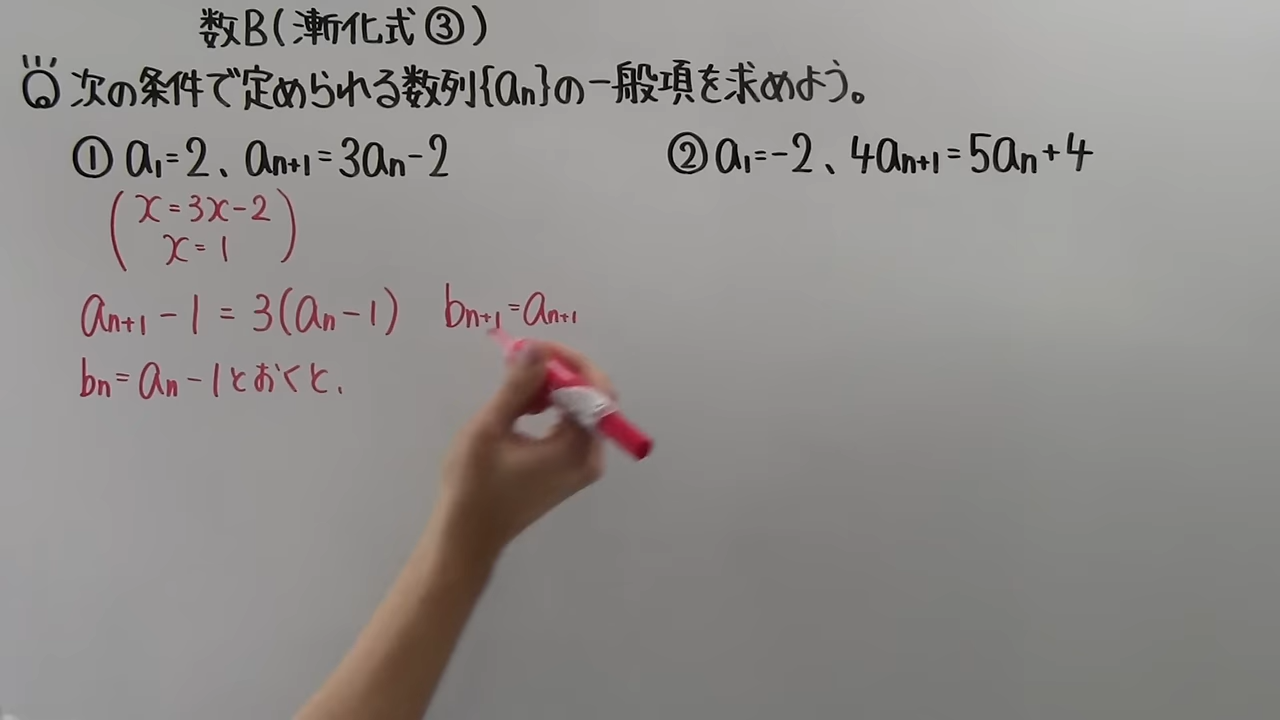 数B(漸化式③)
Q 次の条件で定められる数列{an}の一般項を求めよう。
① a1=2、an+1=3an-2
(x=3x-2
x=1)
an+1-1=3(an-1) bn+1=an+1
bn=an-1とおくと、
② a1=-2、4an+1=5an+4